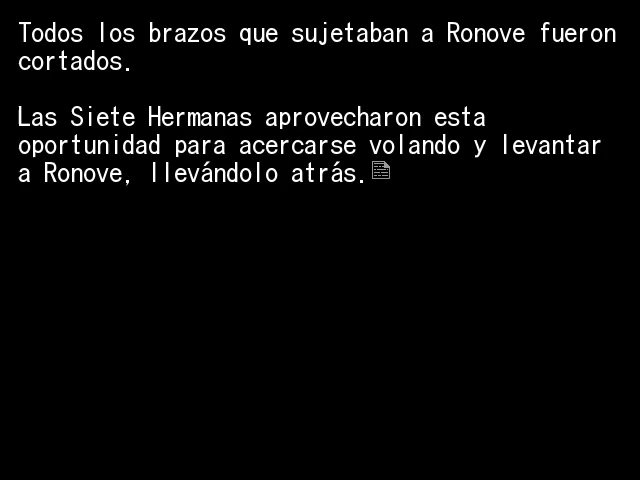 Todos los brazos que sujetaban a Ronove fueron
cortados.
Las Siete Hermanas aprovecharon esta
oportunidad para acercarse volando y levantar
a Ronove, llevándolo atrás.